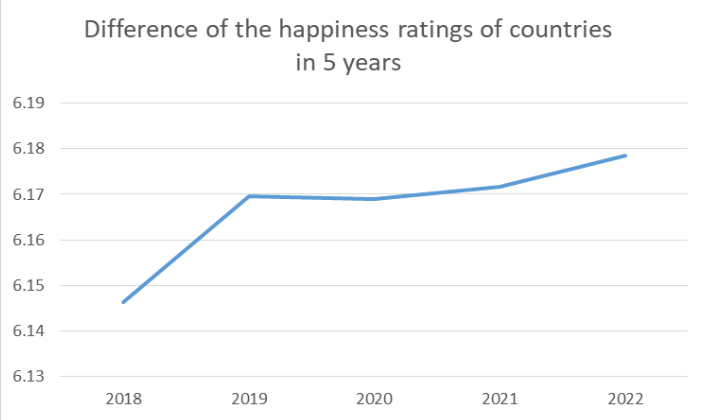 Difference of the happiness ratings of countries
in 5 years
6.19
6.18
6.17
6.16
6.15
6.14
6.13
2018 2019 2020 2021 2022